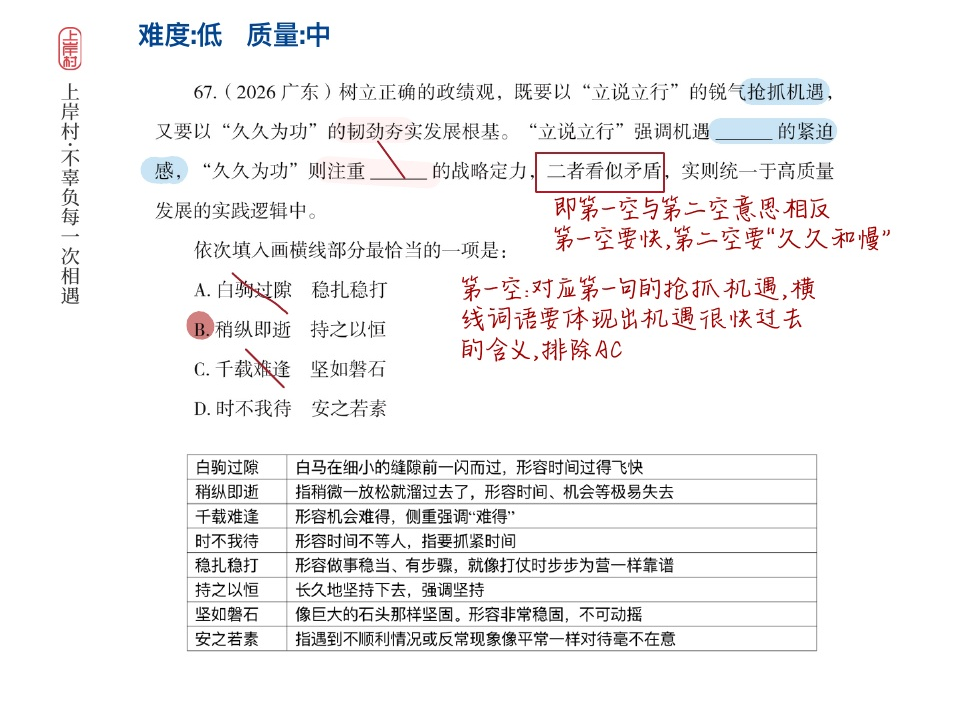 难度:低 质量:中
上岸村
上岸村·不辜负每一次相遇
67.（2026 广东）树立正确的政绩观，既要以“立说立行”的锐气抢抓机遇，
又要以“久久为功”的韧劲夯实发展根基。“立说立行”强调机遇______的紧迫
感，“久久为功”则注重______的战略定力，二者看似矛盾，实则统一于高质量
发展的实践逻辑中。
即第一空与第二空意思相反
第一空要快,第二空要“久久和慢”
依次填入画横线部分最恰当的一项是：
A. 白驹过隙 稳扎稳打
B. 稍纵即逝 持之以恒
C. 千载难逢 坚如磐石
D. 时不我待 安之若素
第一空:对应第一句的抢抓机遇,横
线词语要体现出机遇很快过去
的含义,排除AC
白驹过隙 白马在细小的缝隙前一闪而过，形容时间过得飞快
稍纵即逝 指稍微一放松就溜过去了，形容时间、机会等极易失去
千载难逢 形容机会难得，侧重强调“难得”
时不我待 形容时间不等人，指要抓紧时间
稳扎稳打 形容做事稳当、有步骤，就像打仗时步步为营一样靠谱
持之以恒 长久地坚持下去，强调坚持
坚如磐石 像巨大的石头那样坚固。形容非常稳固，不可动摇
安之若素 指遇到不顺利情况或反常现象像平常一样对待毫不在意